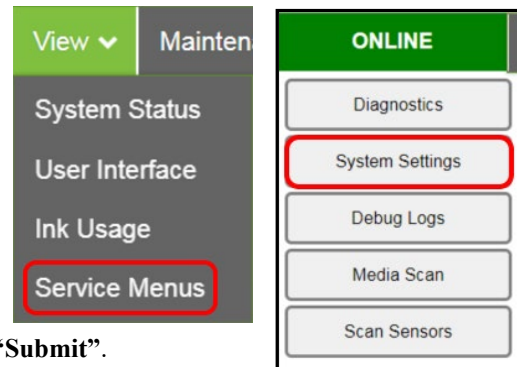 View
System Status
User Interface
Ink Usage
Service Menus
"Submit".
ONLINE
Diagnostics
System Settings
Debug Logs
Media Scan
Scan Sensors